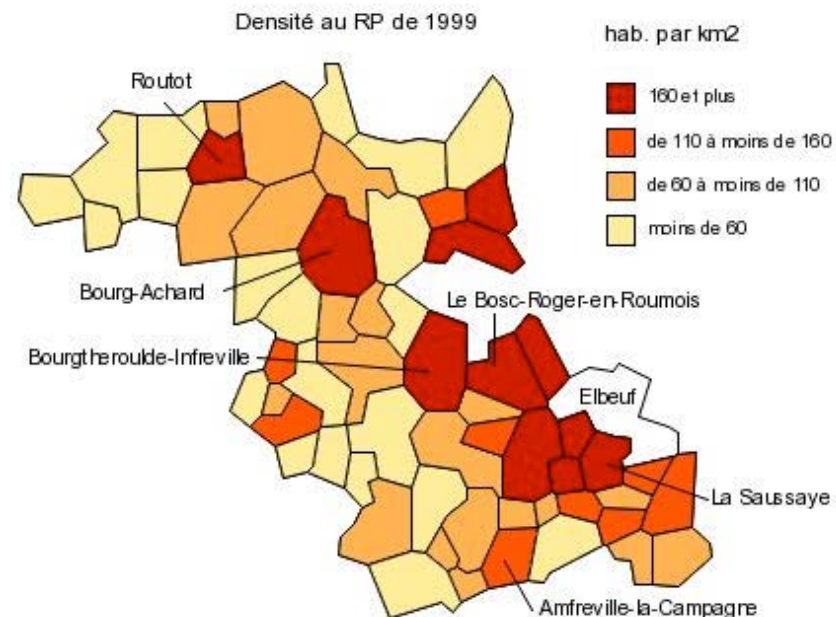 Densité au RP de 1999
hab. par km2
160 et plus
de 110 à moins de 160
de 60 à moins de 110
moins de 60
Routot
Bourg-Achard
Le Bosc-Roger-en-Roumois
Bourgtheroulde-Infreville
Elbeuf
La Saussaye
Amfreville-la-Campagne